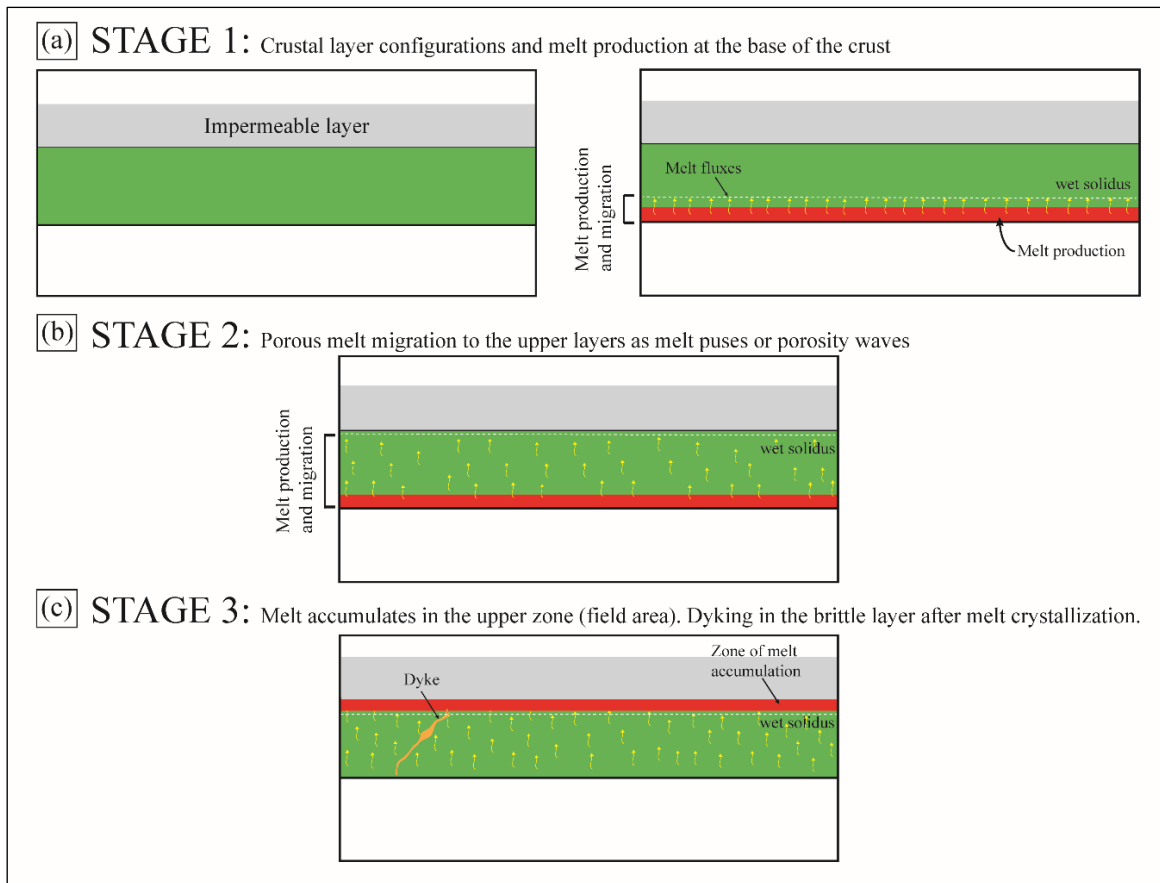 (a) STAGE 1: Crustal layer configurations and melt production at the base of the crust
Impermeable layer
Melt production
and migration
Melt fluxes
wet solidus
Melt production
(b) STAGE 2: Porous melt migration to the upper layers as melt puses or porosity waves
Melt production
and migration
wet solidus
(c) STAGE 3: Melt accumulates in the upper zone (field area). Dyking in the brittle layer after melt crystallization.
Zone of melt
accumulation
Dyke
wet solidus